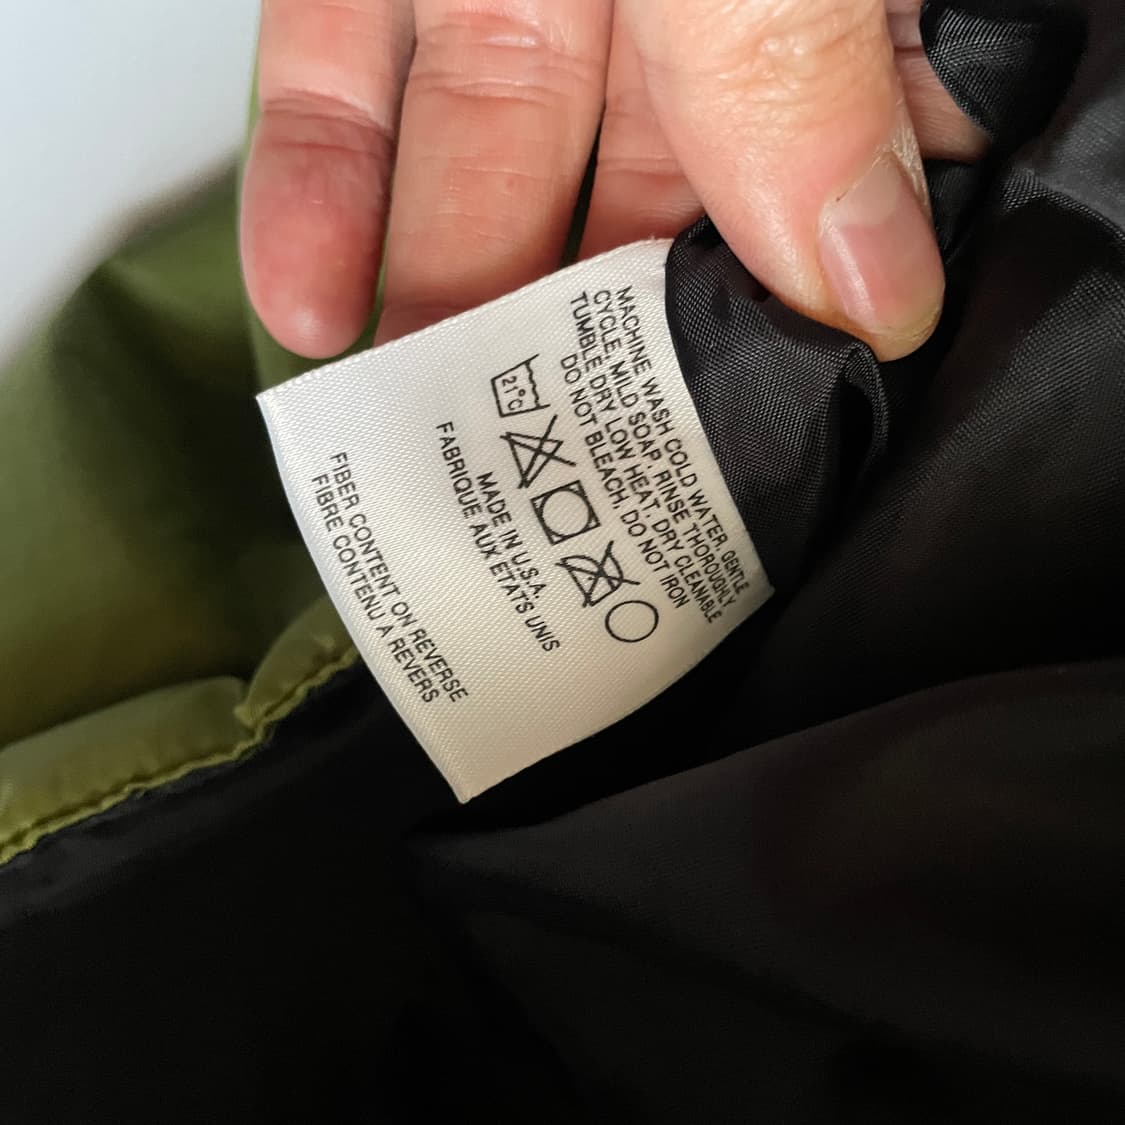 MACHINE WASH COLD WATER, GENTLE
CYCLE, MILD SOAP, RINSE THOROUGHLY
TUMBLE DRY LOW HEAT, DRY CLEANABLE
DO NOT BLEACH, DO NOT IRON
21°C
MADE IN U.S.A.
FABRIQUE AUX ETATS UNIS
FIBER CONTENT ON REVERSE
FIBRE CONTENU A REVERS